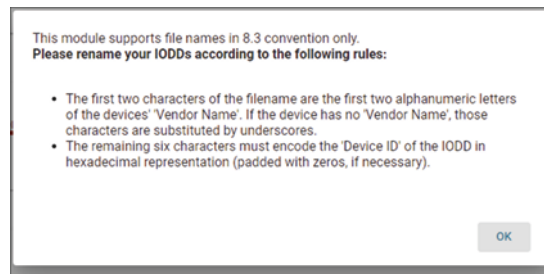 This module supports file names in 8.3 convention only.
Please rename your IODDs according to the following rules:
• The first two characters of the filename are the first two alphanumeric letters
of the devices' 'Vendor Name'. If the device has no 'Vendor Name', those
characters are substituted by underscores.
• The remaining six characters must encode the 'Device ID' of the IODD in
hexadecimal representation (padded with zeros, if necessary).
OK